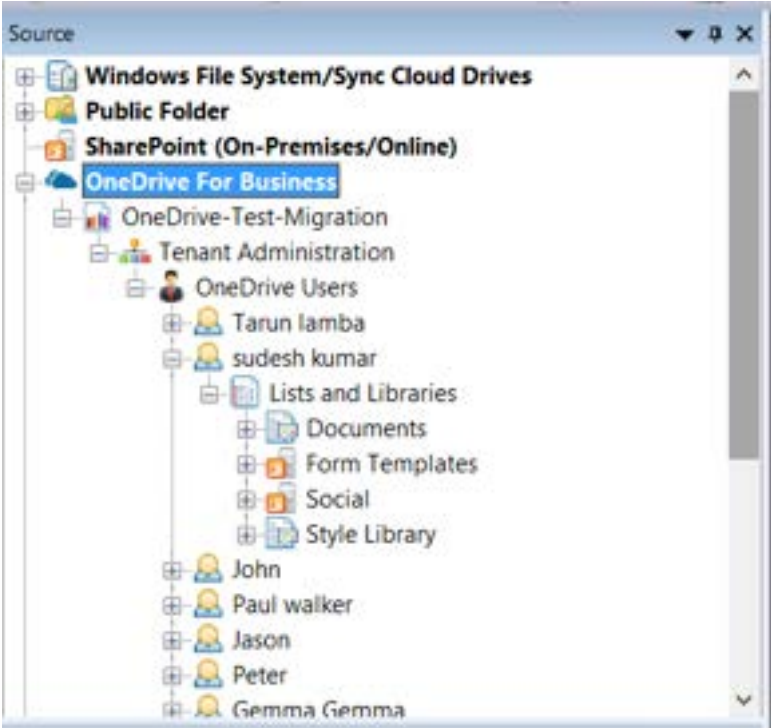 Source
Windows File System/Sync Cloud Drives
Public Folder
SharePoint (On-Premises/Online)
OneDrive For Business
OneDrive-Test-Migration
Tenant Administration
OneDrive Users
Tarun lamba
sudesh kumar
Lists and Libraries
Documents
Form Templates
Social
Style Library
John
Paul walker
Jason
Peter
Gemma Gemma